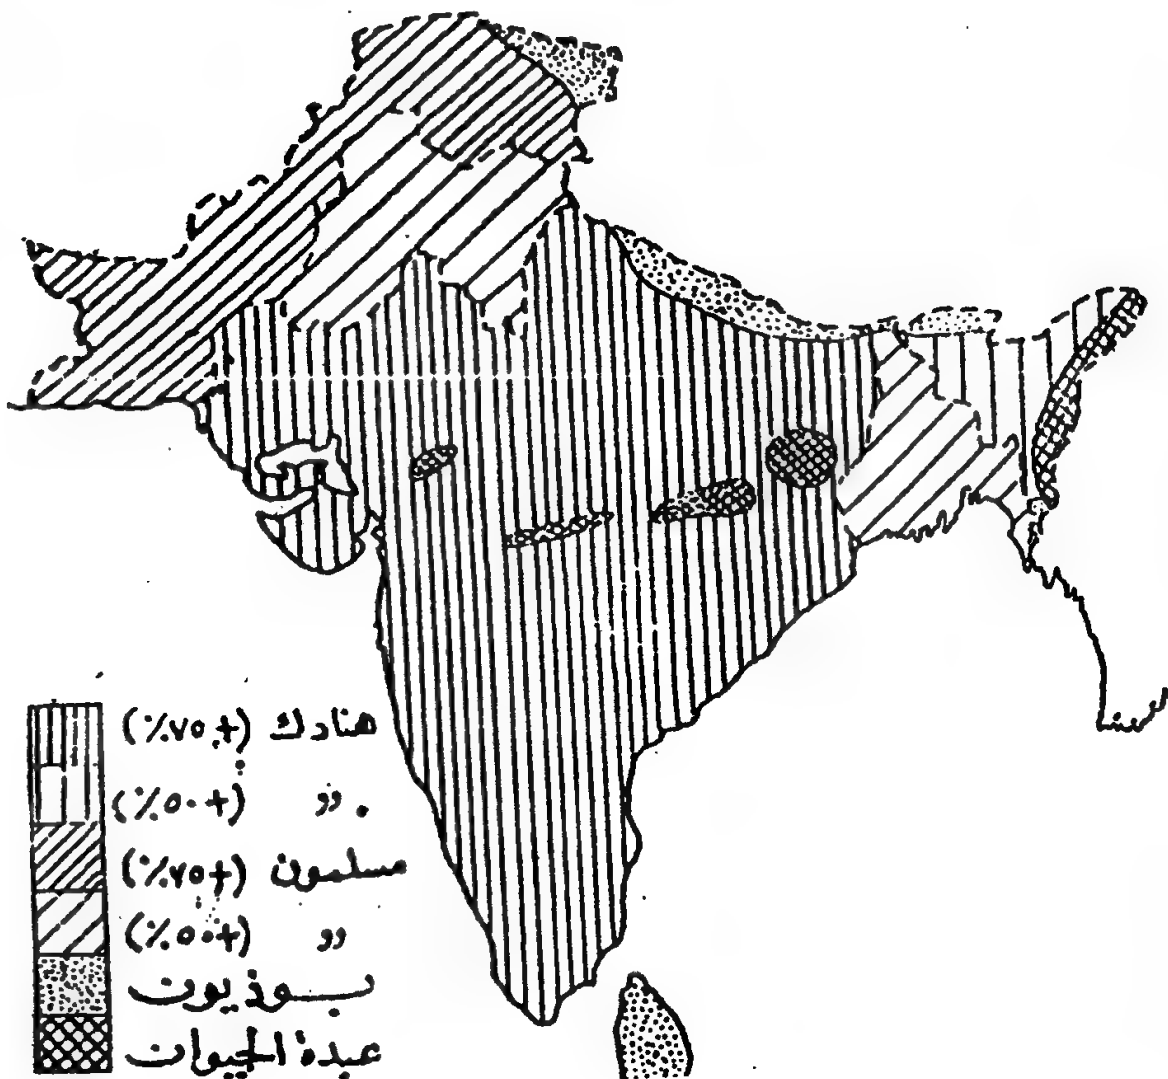 هنادك (+٧٥٪)
" (+٥٠٪)
مسلمون (+٧٥٪)
" (+٥٠٪)
بوذيون
عبدة الحيوان